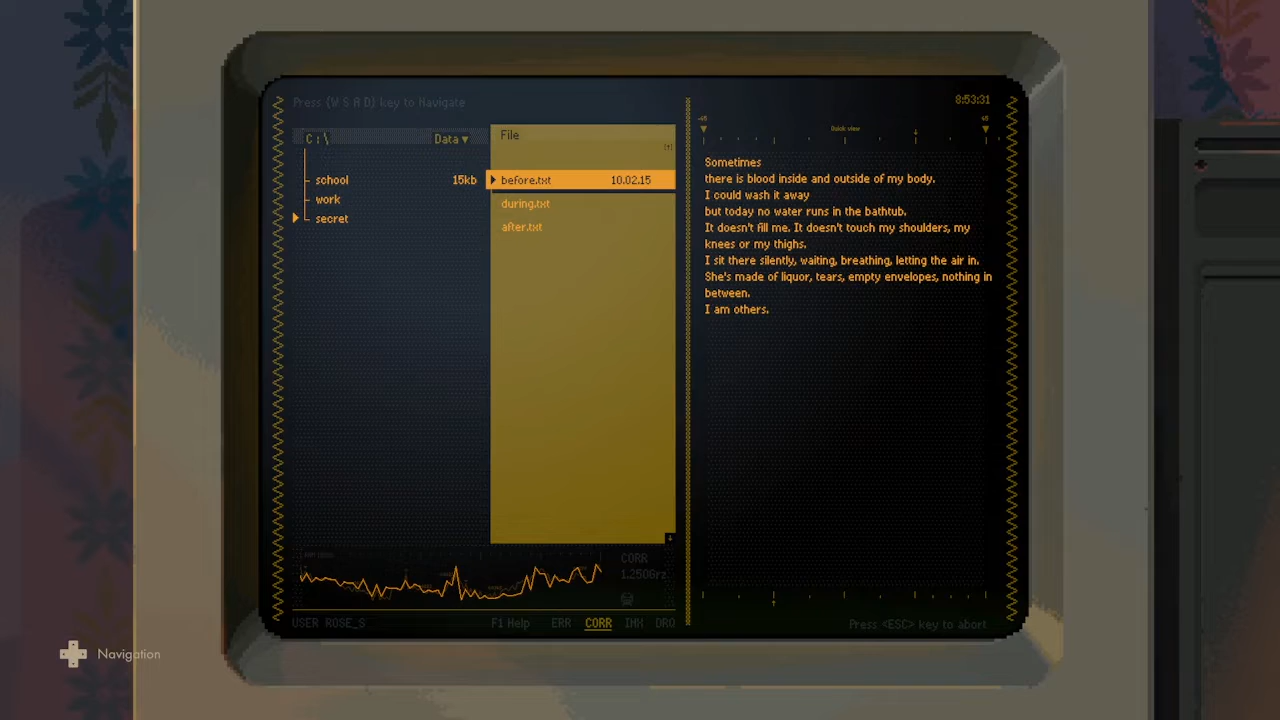 Press (W S A D) key to Navigate
8:53:31
C:\ Data
File
Quick view
school 15kb
work
secret
before.txt 10.02.15
during.txt
after.txt
Sometimes
there is blood inside and outside of my body.
I could wash it away
but today no water runs in the bathtub.
It doesn't fill me. It doesn't touch my shoulders, my
knees or my thighs.
I sit there silently, waiting, breathing, letting the air in.
She's made of liquor, tears, empty envelopes, nothing in
between.
I am others.
CORR
USER ROSE_S
F1 Help ERR CORR
Press <ESC> key to abort
Navigation